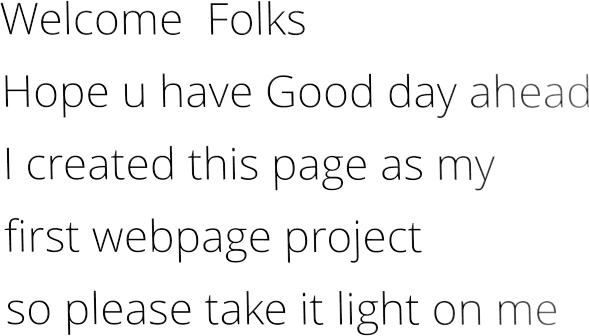 Welcome  Folks
Hope u have Good day ahead
I created this page as my
first webpage project
so please take it light on me